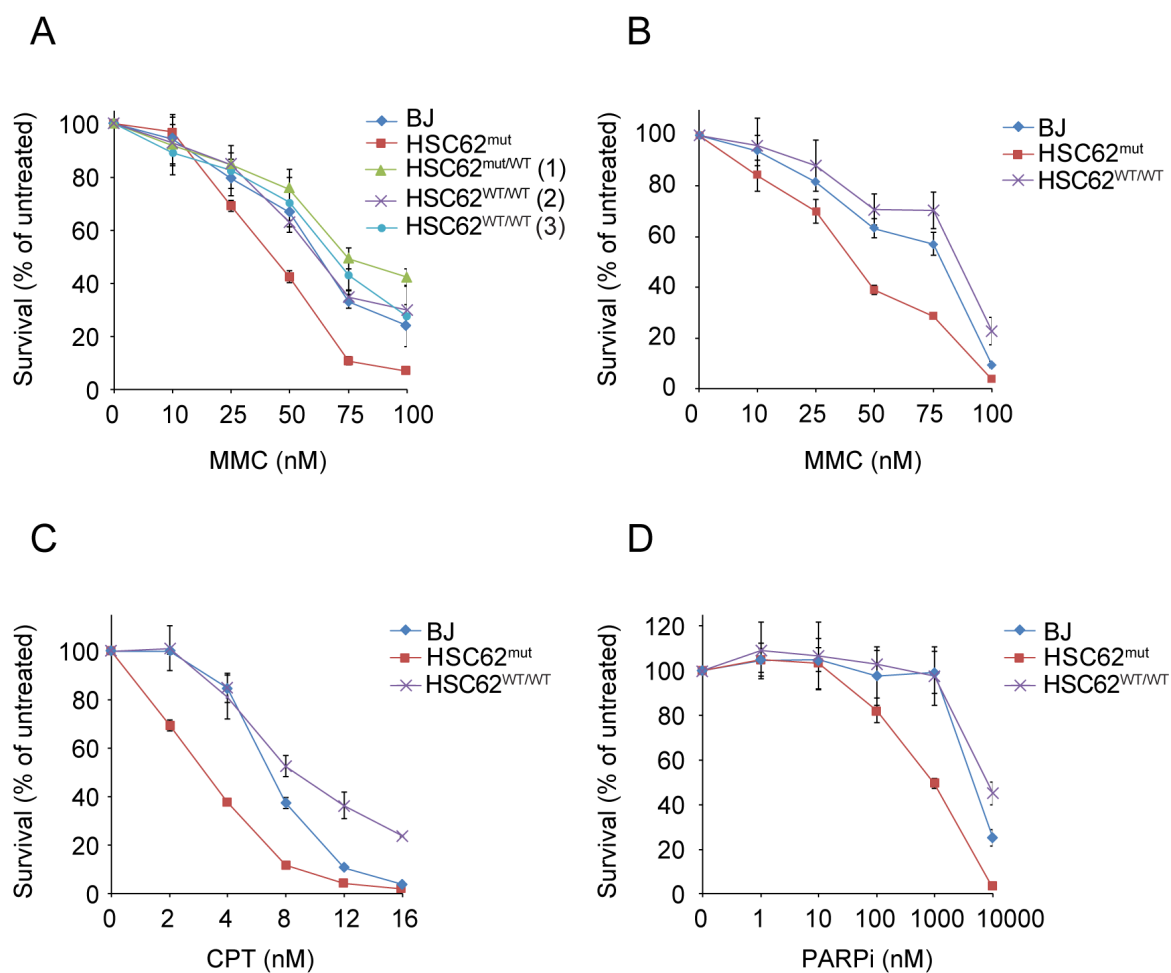 A
Survival (% of untreated)
100
80
60
40
20
0
0 10 25 50 75 100
MMC (nM)
BJ
HSC62mut
HSC62mut/WT (1)
HSC62WT/WT (2)
HSC62WT/WT (3)
B
Survival (% of untreated)
100
80
60
40
20
0
0 10 25 50 75 100
MMC (nM)
BJ
HSC62mut
HSC62WT/WT
C
Survival (% of untreated)
100
80
60
40
20
0
0 2 4 8 12 16
CPT (nM)
BJ
HSC62mut
HSC62WT/WT
D
Survival (% of untreated)
120
100
80
60
40
20
0
0 1 10 100 1000 10000
PARPi (nM)
BJ
HSC62mut
HSC62WT/WT